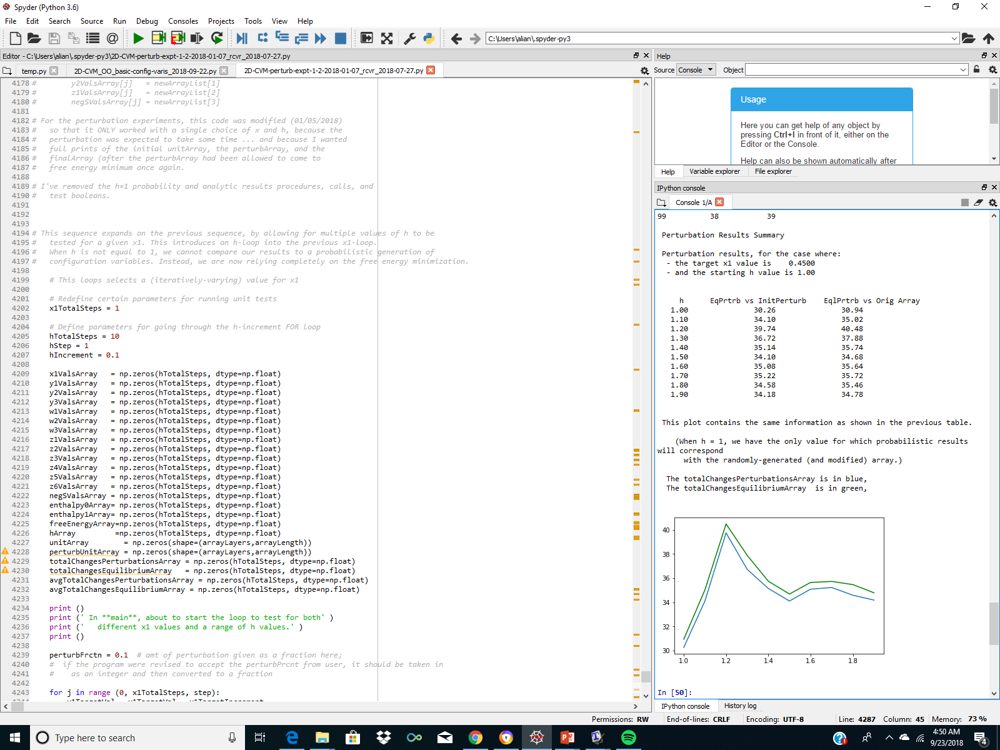 Spyder (Python 3.6)
File Edit Search Source Run Debug Consoles Projects Tools View Help
C:\Users\alian\.spyder-py3
Editor - C:\Users\alian\.spyder-py3\2D-CVM-perturb-expt-1-2-2018-01-07_rcvr_2018-07-27.py
temp.py 2D-CVM_OO_basic-config-varis_2018-09-22.py 2D-CVM-perturb-expt-1-2-2018-01-07_rcvr_2018-07-27.py
4178 # y2ValsArray[j] = newArrayList[1]
4179 # z1ValsArray[j] = newArrayList[2]
4180 # negSValsArray[j] = newArrayList[3]
4181
4182 # For the perturbation experiments, this code was modified (01/05/2018)
4183 # so that it ONLY worked with a single choice of x and h, because the
4184 # perturbation was expected to take some time ... and because I wanted
4185 # full prints of the initial unitArray, the perturbArray, and the
4186 # finalArray (after the perturbArray had been allowed to come to
4187 # free energy minimum once again.
4188
4189 # I've removed the h=1 probability and analytic results procedures, calls, and
4190 # test booleans.
4191
4192
4193
4194 # This sequence expands on the previous sequence, by allowing for multiple values of h to be
4195 # tested for a given x1. This introduces an h-loop into the previous x1-loop.
4196 # When h is not equal to 1, we cannot compare our results to a probabilistic generation of
4197 # configuration variables. Instead, we are now relying completely on the free energy minimization.
4198
4199 # This loops selects a (iteratively-varying) value for x1
4200
4201 # Redefine certain parameters for running unit tests
4202 x1TotalSteps = 1
4203
4204 # Define parameters for going through the h-increment FOR loop
4205 hTotalSteps = 10
4206 hStep = 1
4207 hIncrement = 0.1
4208
4209 x1ValsArray = np.zeros(hTotalSteps, dtype=np.float)
4210 y1ValsArray = np.zeros(hTotalSteps, dtype=np.float)
4211 y2ValsArray = np.zeros(hTotalSteps, dtype=np.float)
4212 y3ValsArray = np.zeros(hTotalSteps, dtype=np.float)
4213 w1ValsArray = np.zeros(hTotalSteps, dtype=np.float)
4214 w2ValsArray = np.zeros(hTotalSteps, dtype=np.float)
4215 w3ValsArray = np.zeros(hTotalSteps, dtype=np.float)
4216 z1ValsArray = np.zeros(hTotalSteps, dtype=np.float)
4217 z2ValsArray = np.zeros(hTotalSteps, dtype=np.float)
4218 z3ValsArray = np.zeros(hTotalSteps, dtype=np.float)
4219 z4ValsArray = np.zeros(hTotalSteps, dtype=np.float)
4220 z5ValsArray = np.zeros(hTotalSteps, dtype=np.float)
4221 z6ValsArray = np.zeros(hTotalSteps, dtype=np.float)
4222 negSValsArray = np.zeros(hTotalSteps, dtype=np.float)
4223 enthalpy0Array= np.zeros(hTotalSteps, dtype=np.float)
4224 enthalpy1Array= np.zeros(hTotalSteps, dtype=np.float)
4225 freeEnergyArray=np.zeros(hTotalSteps, dtype=np.float)
4226 hArray =np.zeros(hTotalSteps, dtype=np.float)
4227 unitArray = np.zeros(shape=(arrayLayers,arrayLength))
4228 perturbUnitArray = np.zeros(shape=(arrayLayers,arrayLength))
4229 totalChangesPerturbationsArray = np.zeros(hTotalSteps, dtype=np.float)
4230 totalChangesEquilibriumArray = np.zeros(hTotalSteps, dtype=np.float)
4231 avgTotalChangesPerturbationsArray = np.zeros(hTotalSteps, dtype=np.float)
4232 avgTotalChangesEquilibriumArray = np.zeros(hTotalSteps, dtype=np.float)
4233
4234 print ()
4235 print (' In **main**, about to start the loop to test for both' )
4236 print (' different x1 values and a range of h values.' )
4237 print ()
4238
4239 perturbFrctn = 0.1 # amt of perturbation given as a fraction here;
4240 # if the program were revised to accept the perturbPrcnt from user, it should be taken in
4241 # as an integer and then converted to a fraction
4242
4243 for j in range (0, x1TotalSteps, step):
Help
Source Console Object
Usage
Here you can get help of any object by
pressing Ctrl+I in front of it, either on the
Editor or the Console.
Help can also be shown automatically after
Help Variable explorer File explorer
IPython console
Console 1/A
99 38 39
Perturbation Results Summary
Perturbation results, for the case where:
- the target x1 value is 0.4500
- and the starting h value is 1.00
h EqPrtrb vs InitPerturb EqlPrtrb vs Orig Array
1.00 30.26 30.94
1.10 34.10 35.02
1.20 39.74 40.48
1.30 36.72 37.88
1.40 35.14 35.74
1.50 34.10 34.68
1.60 35.08 35.64
1.70 35.22 35.72
1.80 34.58 35.46
1.90 34.18 34.78
This plot contains the same information as shown in the previous table.
(When h = 1, we have the only value for which probabilistic results
will correspond
with the randomly-generated (and modified) array.)
The totalChangesPerturbationsArray is in blue,
The totalChangesEquilibriumArray is in green,
40
38
36
34
32
30
1.0 1.2 1.4 1.6 1.8
In [50]:
IPython console History log
Permissions: RW End-of-lines: CRLF Encoding: UTF-8 Line: 4287 Column: 45 Memory: 73 %
Type here to search
4:50 AM
9/23/2018
4